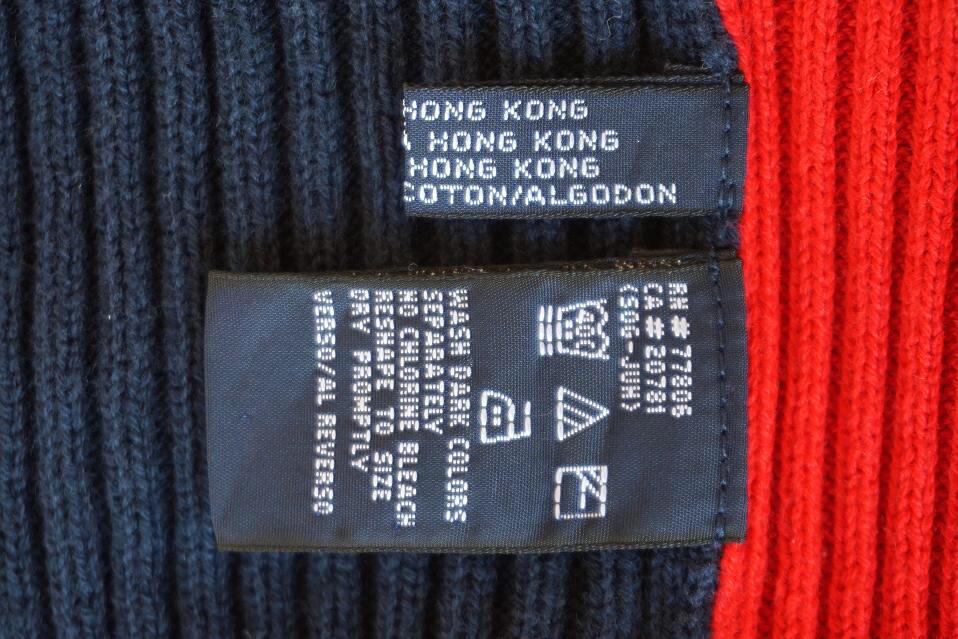 HONG KONG
A HONG KONG
HONG KONG
COTON/ALGODON
RN #77806
CA #20781
(S06-JUN)
WASH DARK COLORS
SEPARATELY
NO CHLORINE BLEACH
RESHAPE TO SIZE
DRY PROMPTLY
VERSO/AL REVERSO